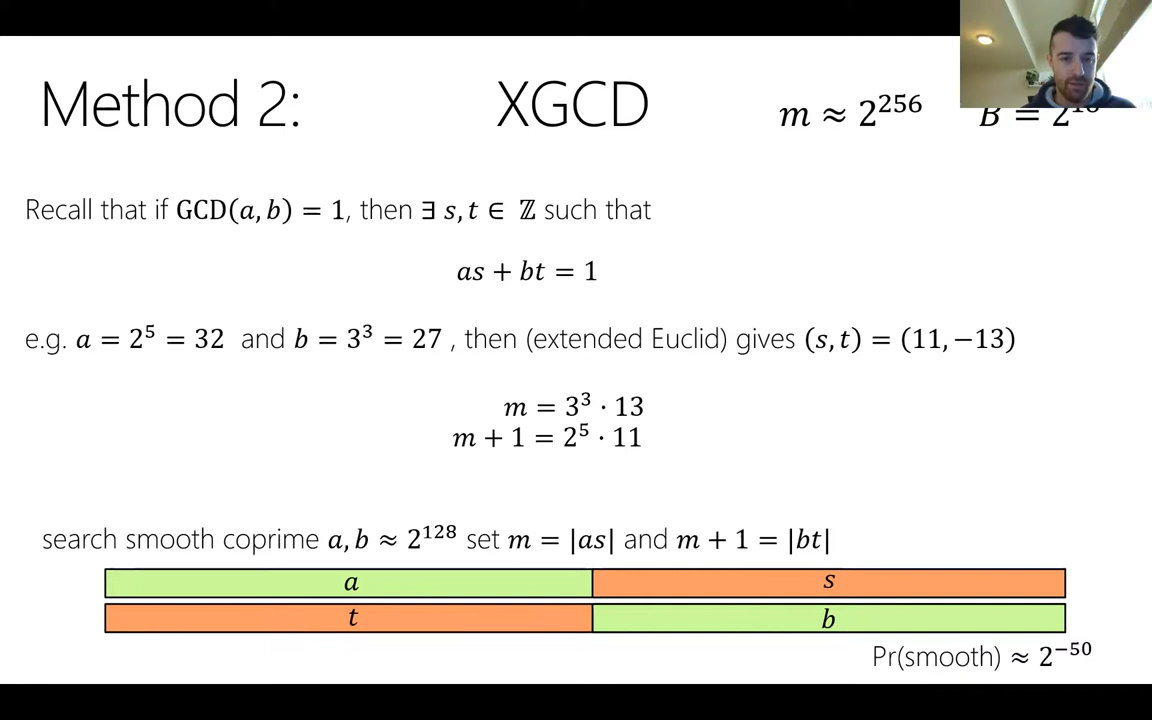 Method 2: XGCD m ≈ 2^256 B = 2
Recall that if GCD(a, b) = 1, then ∃ s, t ∈ ℤ such that
as + bt = 1
e.g. a = 2^5 = 32 and b = 3^3 = 27 , then (extended Euclid) gives (s, t) = (11, −13)
m = 3^3 · 13
m + 1 = 2^5 · 11
search smooth coprime a, b ≈ 2^128 set m = |as| and m + 1 = |bt|
a s
t b
Pr(smooth) ≈ 2^−50